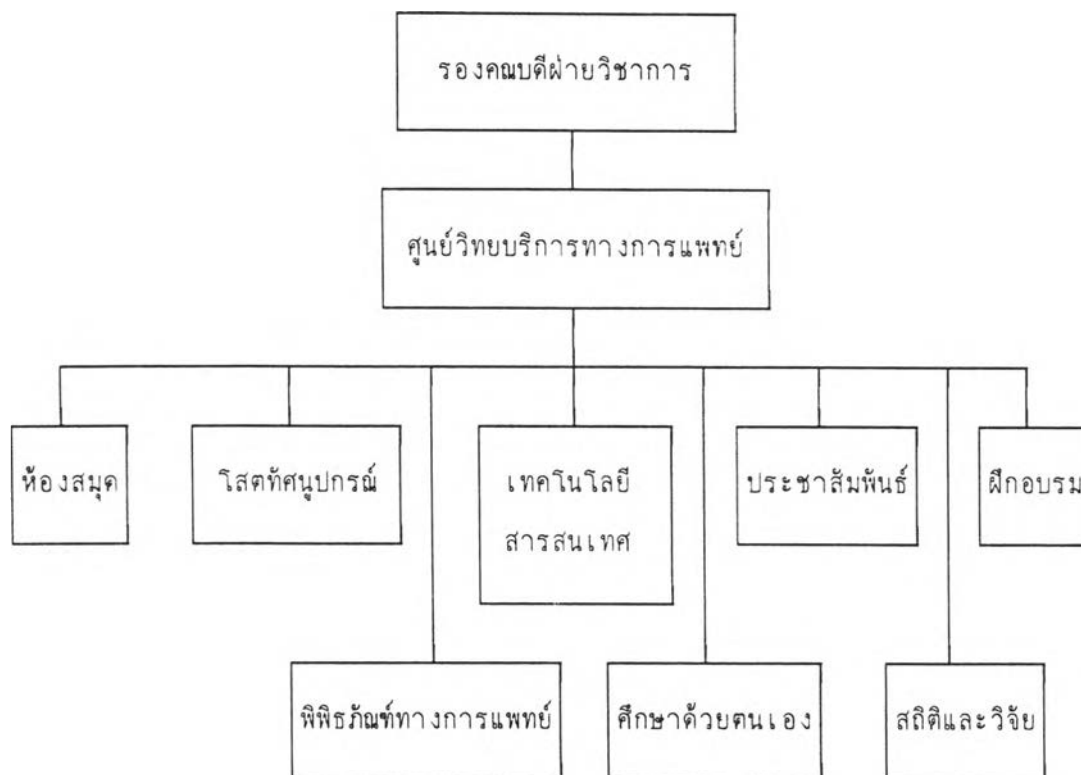 รองคณบดีฝ่ายวิชาการ
ศูนย์วิทยบริการทางการแพทย์
ห้องสมุด
โสตทัศนูปกรณ์
เทคโนโลยี
สารสนเทศ
ประชาสัมพันธ์
ฝึกอบรม
พิพิธภัณฑ์ทางการแพทย์
ศึกษาด้วยตนเอง
สถิติและวิจัย